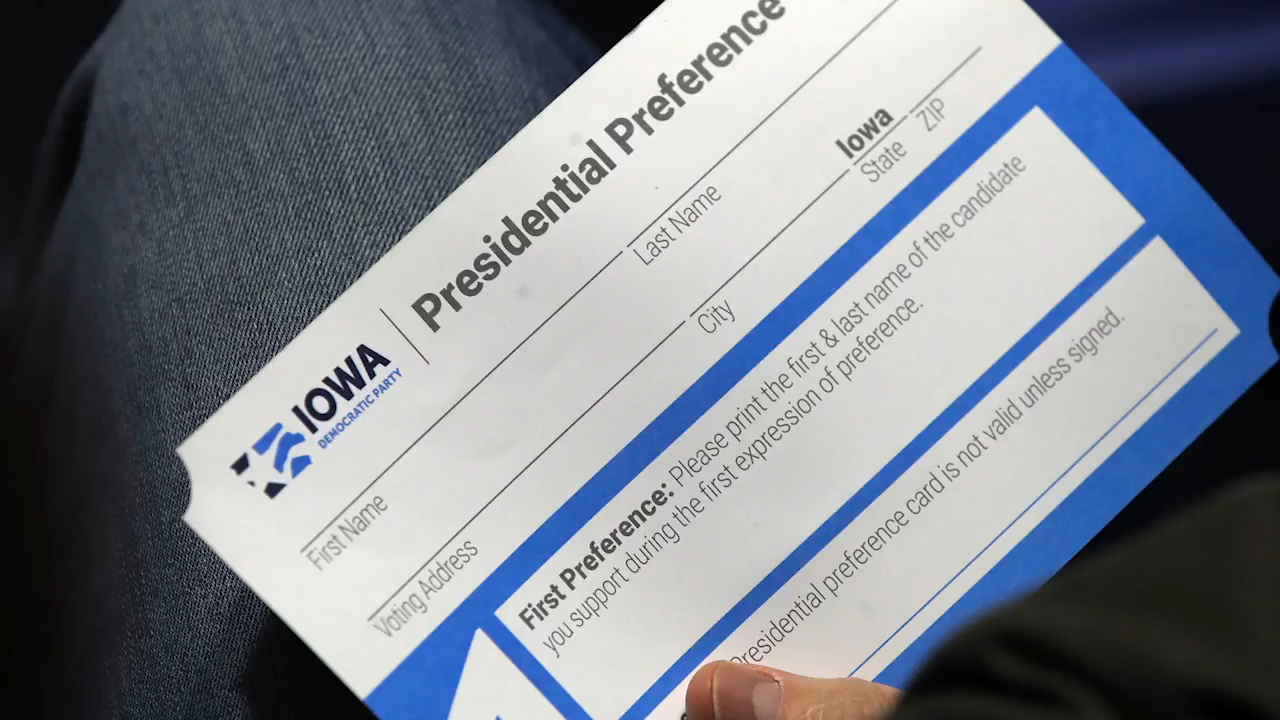 IOWA
DEMOCRATIC PARTY
Presidential Preference
First Name
Last Name
Voting Address
City
Iowa
State
ZIP
First Preference: Please print the first & last name of the candidate
you support during the first expression of preference.
Presidential preference card is not valid unless signed.